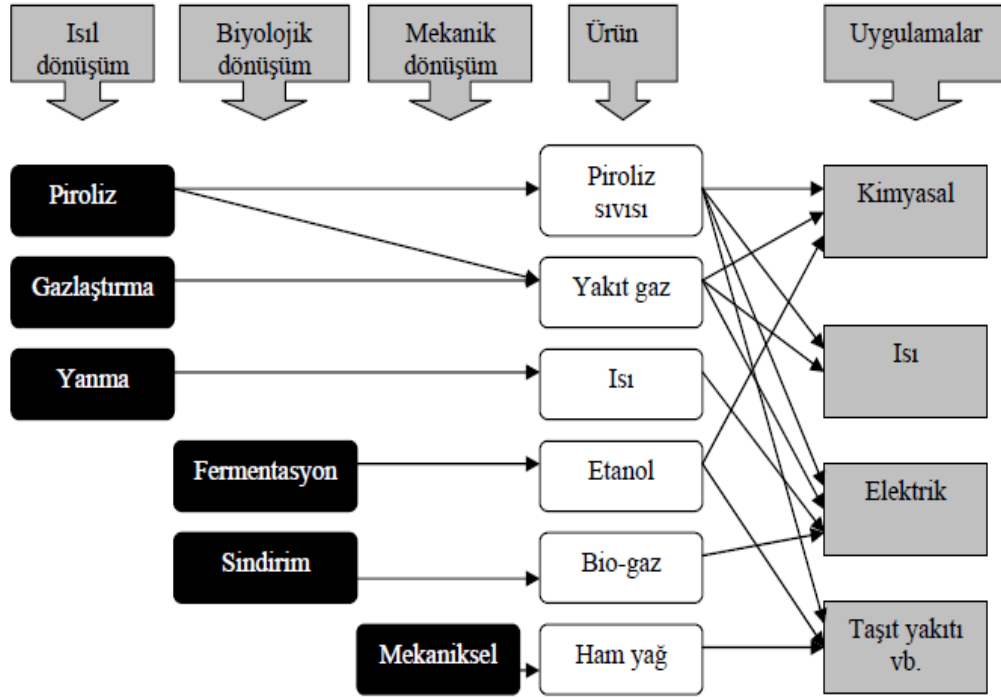 Isıl
dönüşüm
Biyolojik
dönüşüm
Mekanik
dönüşüm
Ürün
Uygulamalar
Piroliz
Piroliz
sıvısı
Kimyasal
Gazlaştırma
Yakıt gaz
Yanma
Isı
Isı
Fermentasyon
Etanol
Elektrik
Sindirim
Bio-gaz
Mekaniksel
Ham yağ
Taşıt yakıtı
vb.